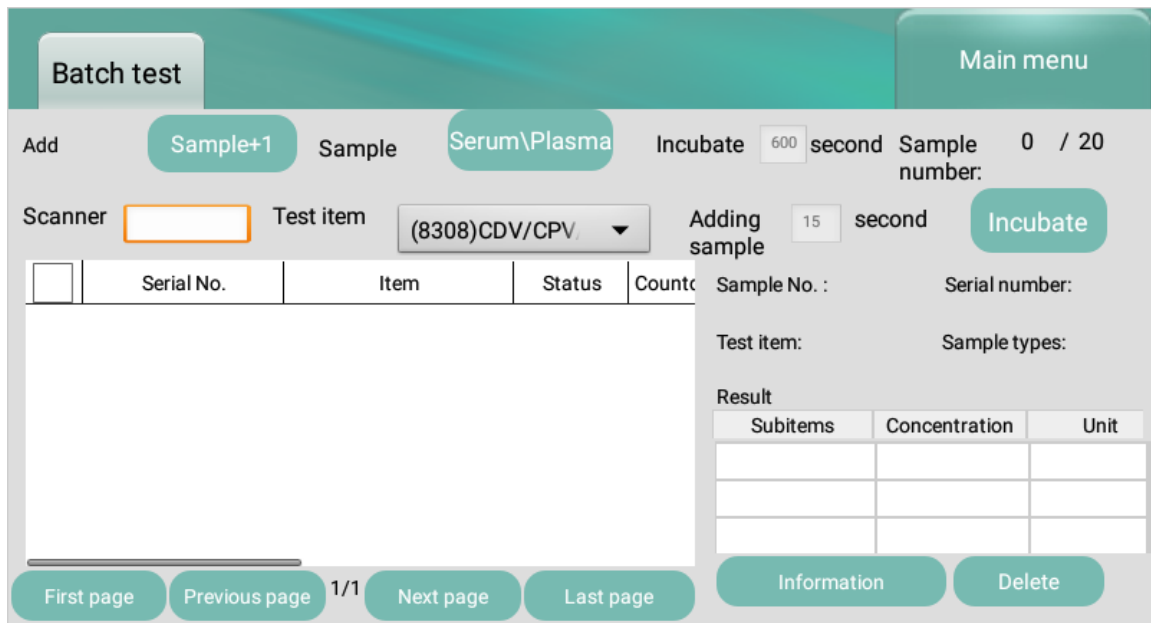 Batch test
Main menu
Add
Sample+1
Sample
Serum\Plasma
Incubate 600 second
Sample number:
0 / 20
Scanner
Test item
(8308)CDV/CPV/
Adding sample
15 second
Incubate
Serial No. Item Status Countd
Sample No. :
Serial number:
Test item:
Sample types:
Result
Subitems Concentration Unit
First page
Previous page
1/1
Next page
Last page
Information
Delete